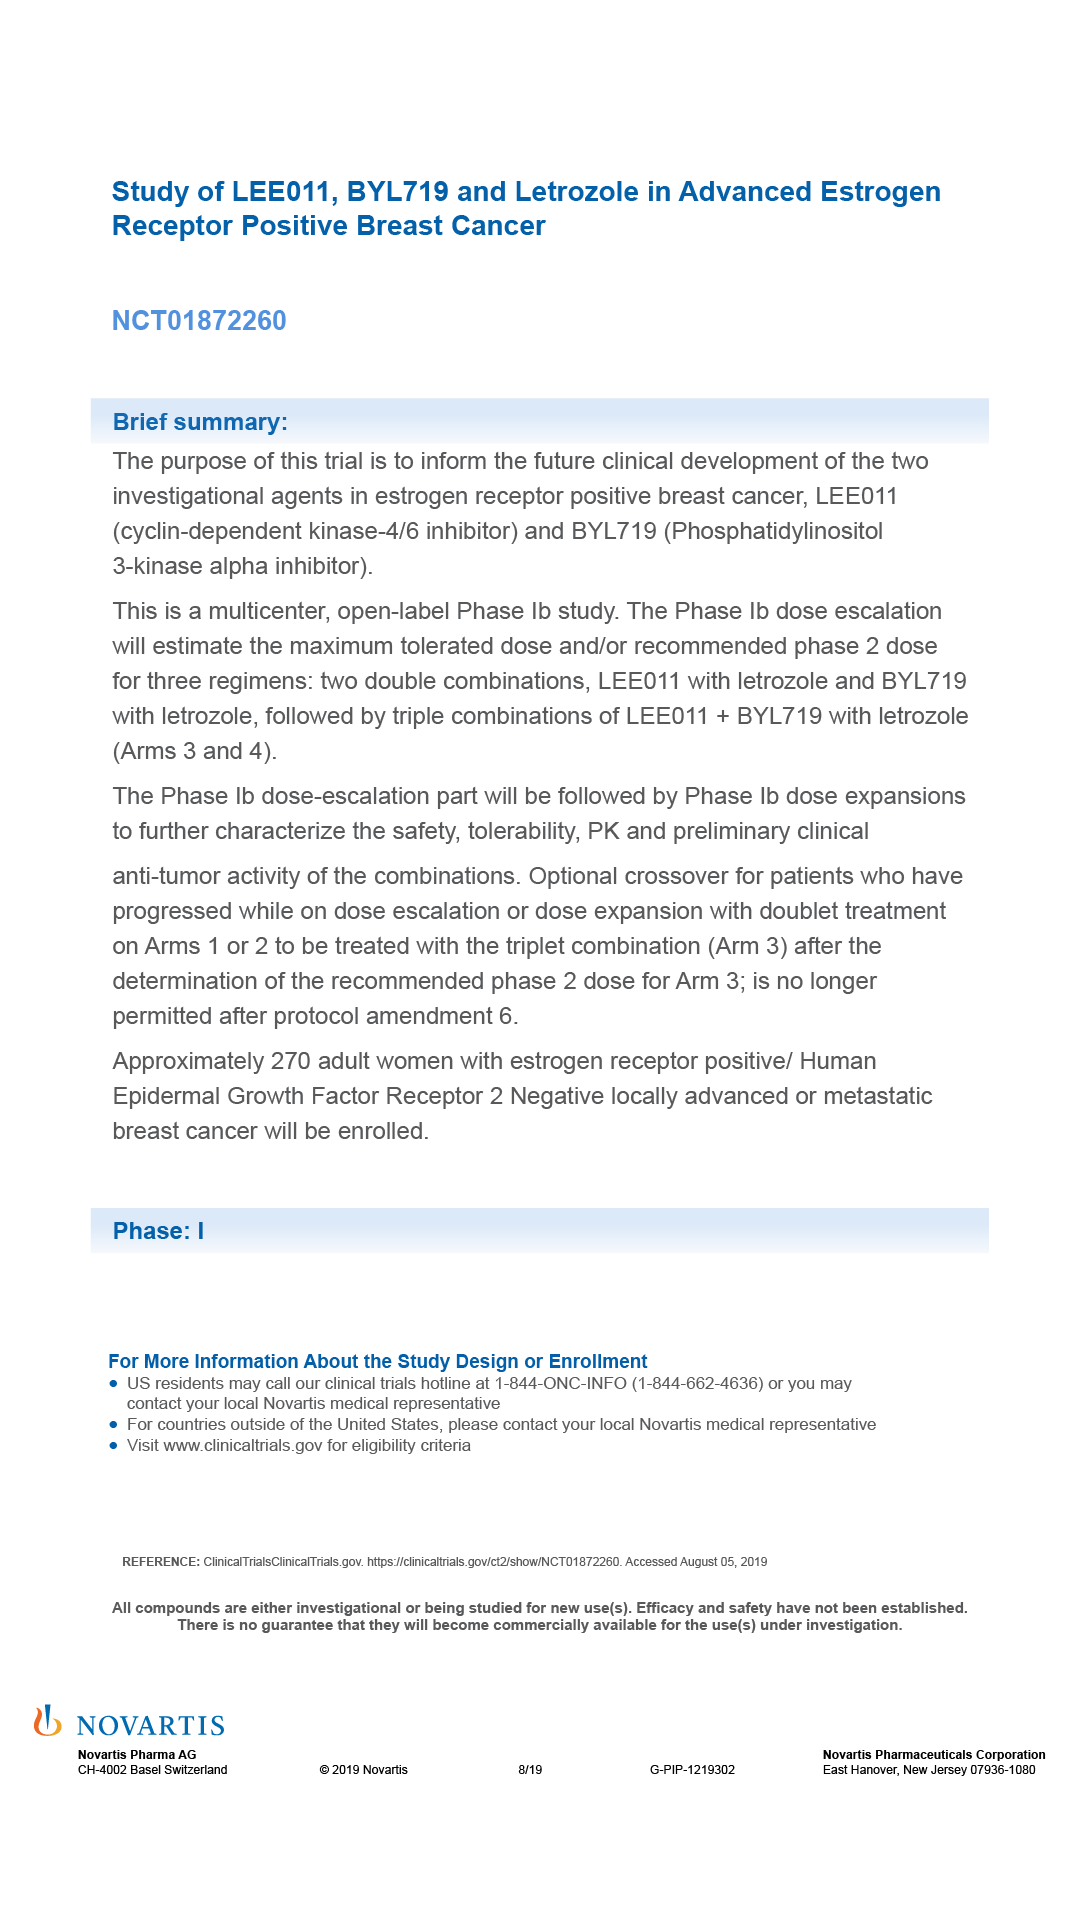 Study of LEE011, BYL719 and Letrozole in Advanced Estrogen
Receptor Positive Breast Cancer
NCT01872260
Brief summary:
The purpose of this trial is to inform the future clinical development of the two
investigational agents in estrogen receptor positive breast cancer, LEE011
(cyclin-dependent kinase-4/6 inhibitor) and BYL719 (Phosphatidylinositol
3-kinase alpha inhibitor).
This is a multicenter, open-label Phase Ib study. The Phase Ib dose escalation
will estimate the maximum tolerated dose and/or recommended phase 2 dose
for three regimens: two double combinations, LEE011 with letrozole and BYL719
with letrozole, followed by triple combinations of LEE011 + BYL719 with letrozole
(Arms 3 and 4).
The Phase Ib dose-escalation part will be followed by Phase Ib dose expansions
to further characterize the safety, tolerability, PK and preliminary clinical
anti-tumor activity of the combinations. Optional crossover for patients who have
progressed while on dose escalation or dose expansion with doublet treatment
on Arms 1 or 2 to be treated with the triplet combination (Arm 3) after the
determination of the recommended phase 2 dose for Arm 3; is no longer
permitted after protocol amendment 6.
Approximately 270 adult women with estrogen receptor positive/ Human
Epidermal Growth Factor Receptor 2 Negative locally advanced or metastatic
breast cancer will be enrolled.
Phase: I
For More Information About the Study Design or Enrollment
● US residents may call our clinical trials hotline at 1-844-ONC-INFO (1-844-662-4636) or you may
contact your local Novartis medical representative
● For countries outside of the United States, please contact your local Novartis medical representative
● Visit www.clinicaltrials.gov for eligibility criteria
REFERENCE: ClinicalTrialsClinicalTrials.gov. https://clinicaltrials.gov/ct2/show/NCT01872260. Accessed August 05, 2019
All compounds are either investigational or being studied for new use(s). Efficacy and safety have not been established.
There is no guarantee that they will become commercially available for the use(s) under investigation.
NOVARTIS
Novartis Pharma AG Novartis Pharmaceuticals Corporation
CH-4002 Basel Switzerland © 2019 Novartis 8/19 G-PIP-1219302 East Hanover, New Jersey 07936-1080